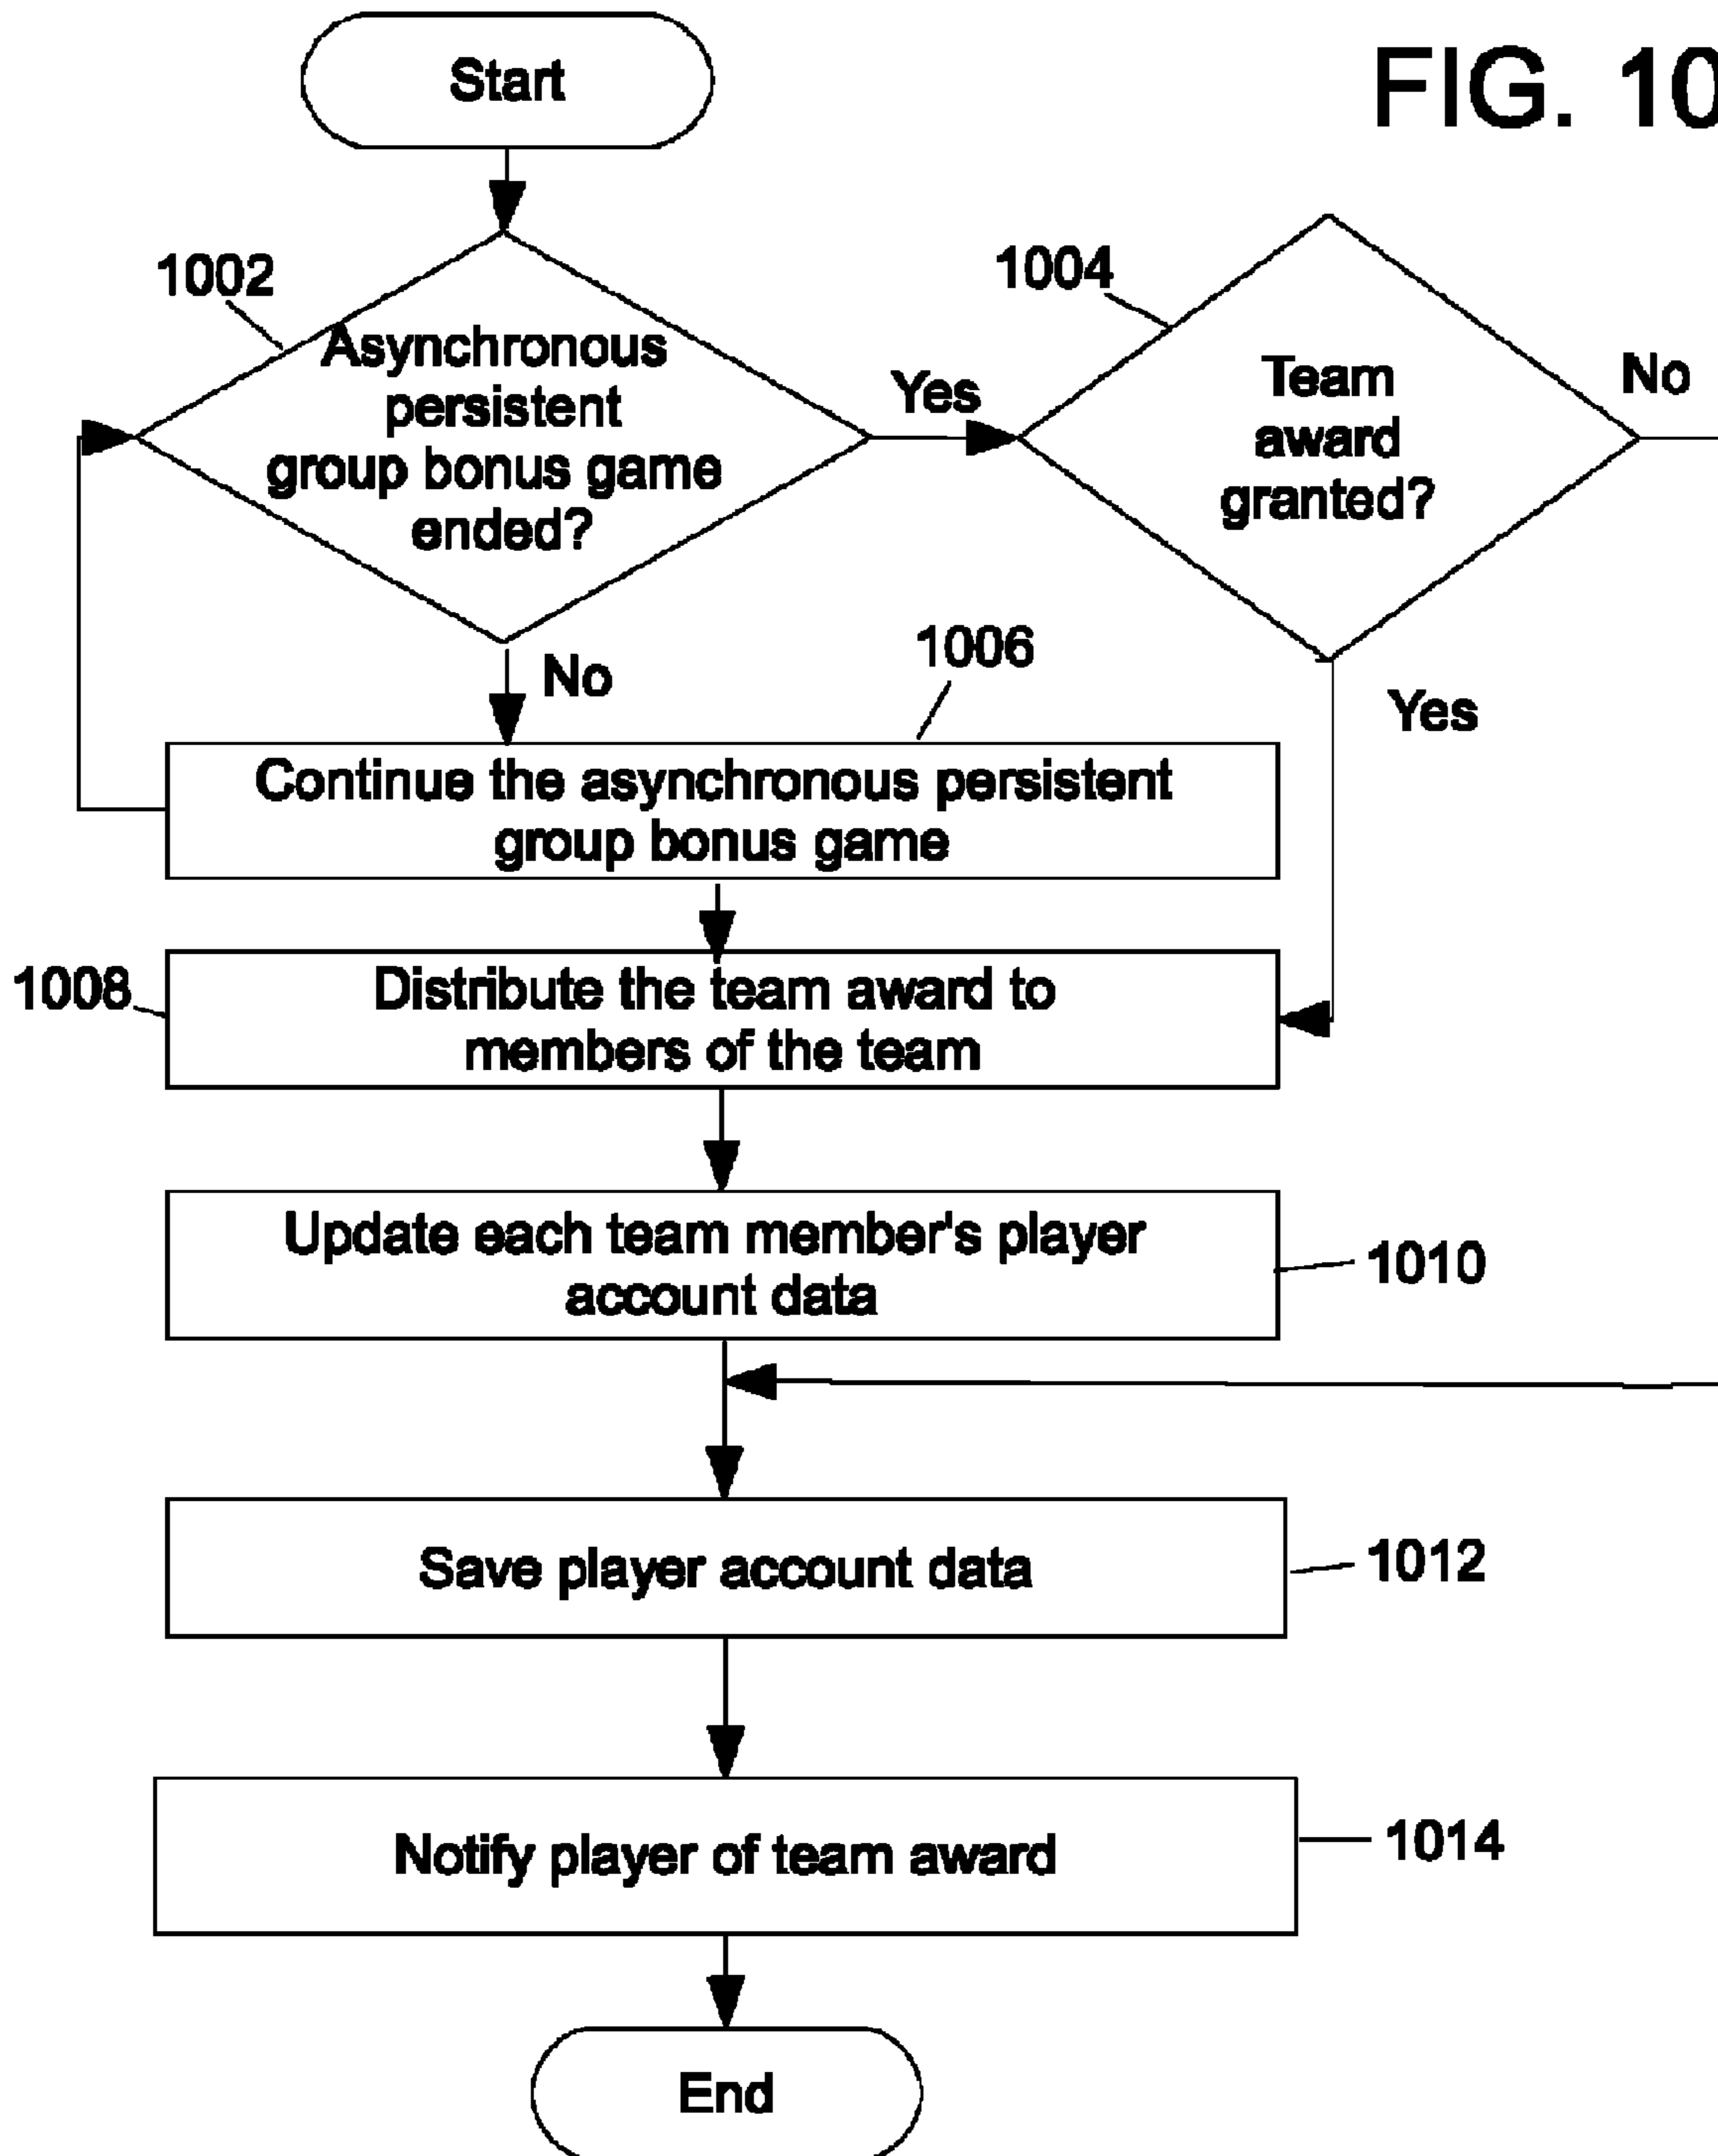 Start
FIG. 10
1002
Asynchronous
persistent
group bonus game
ended?
Yes
1004
Team
award
granted?
No
No
Yes
1006
Continue the asynchronous persistent
group bonus game
1008
Distribute the team award to
members of the team
Update each team member's player
account data
1010
Save player account data
1012
Notify player of team award
1014
End